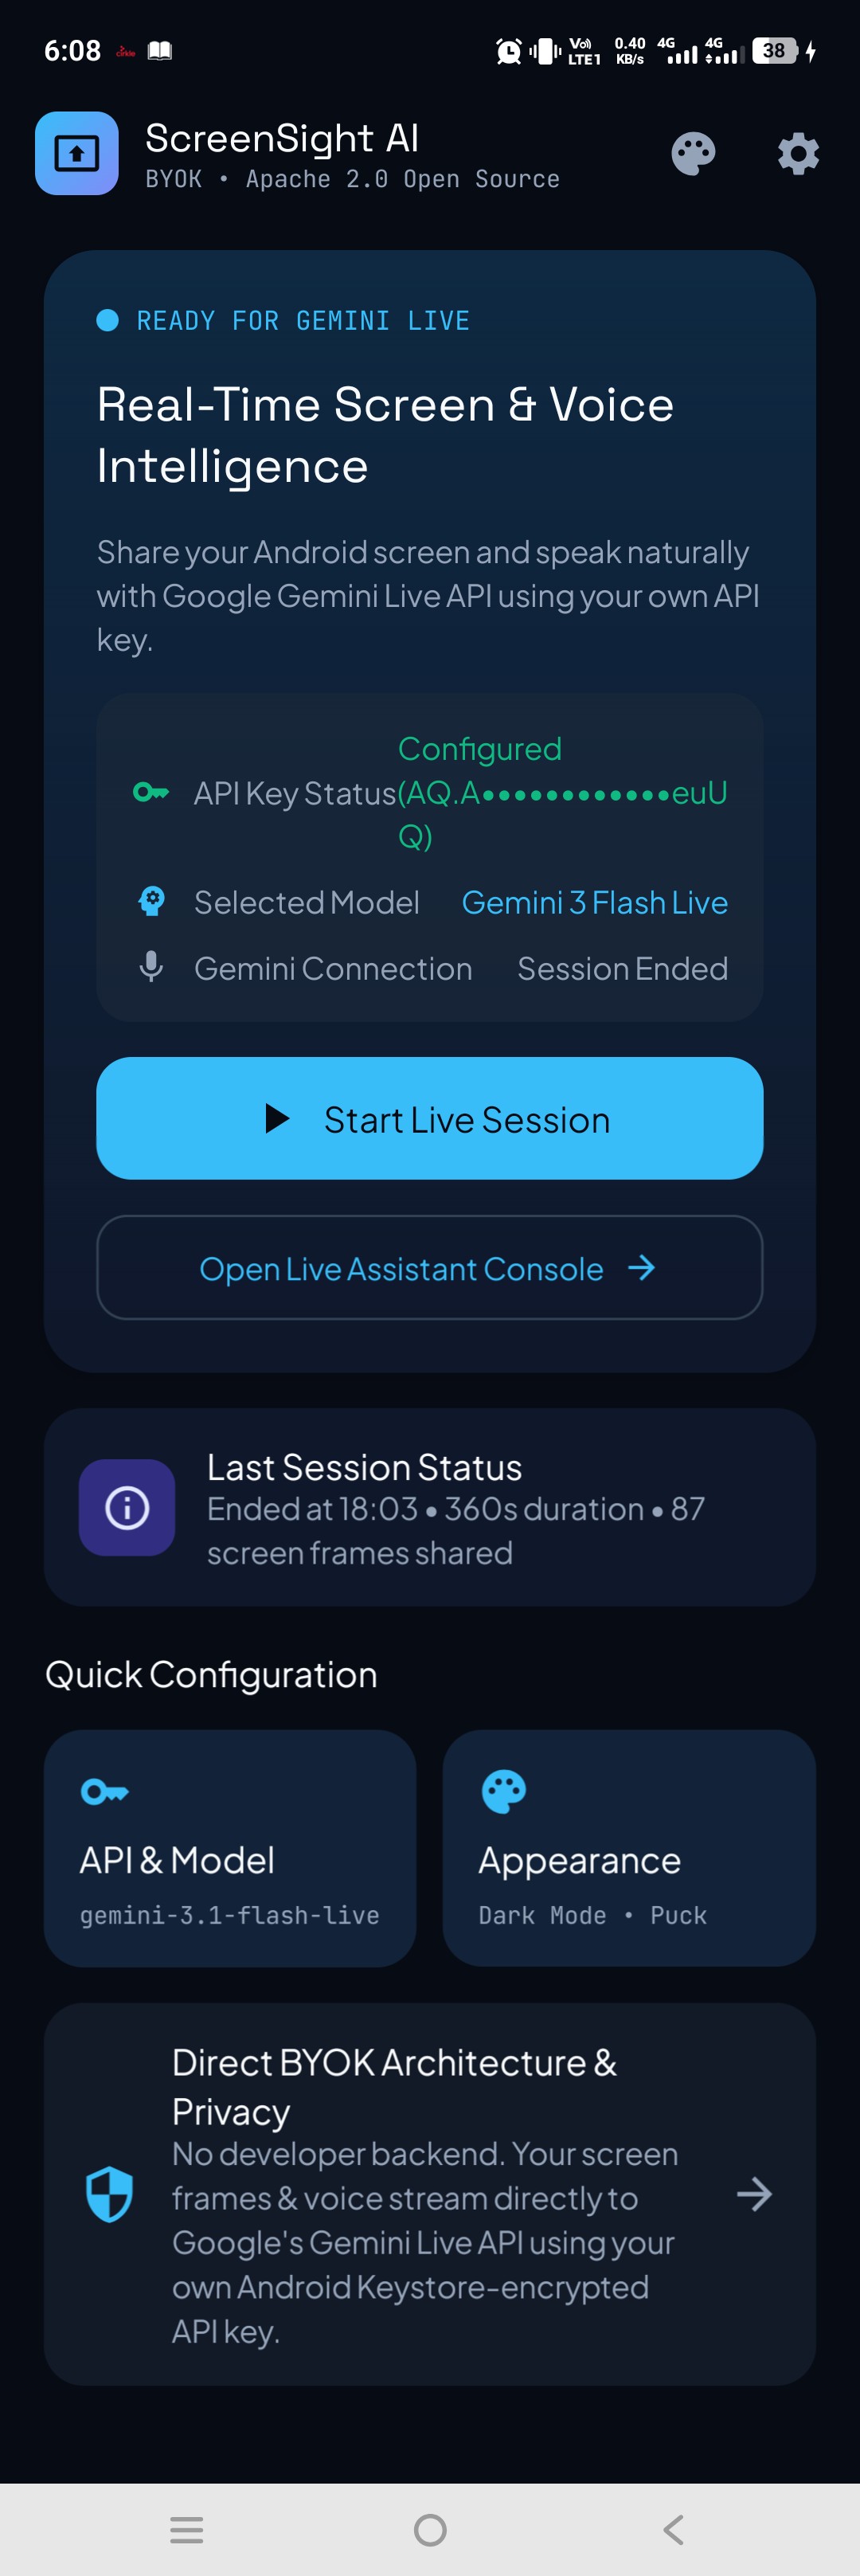 6:08
Vo)) LTE1
0.40 KB/s
4G
4G
38
ScreenSight AI
BYOK • Apache 2.0 Open Source
READY FOR GEMINI LIVE
Real-Time Screen & Voice
Intelligence
Share your Android screen and speak naturally
with Google Gemini Live API using your own API
key.
API Key Status
Configured
(AQ.A••••••••••••euU
Q)
Selected Model Gemini 3 Flash Live
Gemini Connection Session Ended
Start Live Session
Open Live Assistant Console
Last Session Status
Ended at 18:03 • 360s duration • 87
screen frames shared
Quick Configuration
API & Model
gemini-3.1-flash-live
Appearance
Dark Mode • Puck
Direct BYOK Architecture &
Privacy
No developer backend. Your screen
frames & voice stream directly to
Google's Gemini Live API using your
own Android Keystore-encrypted
API key.